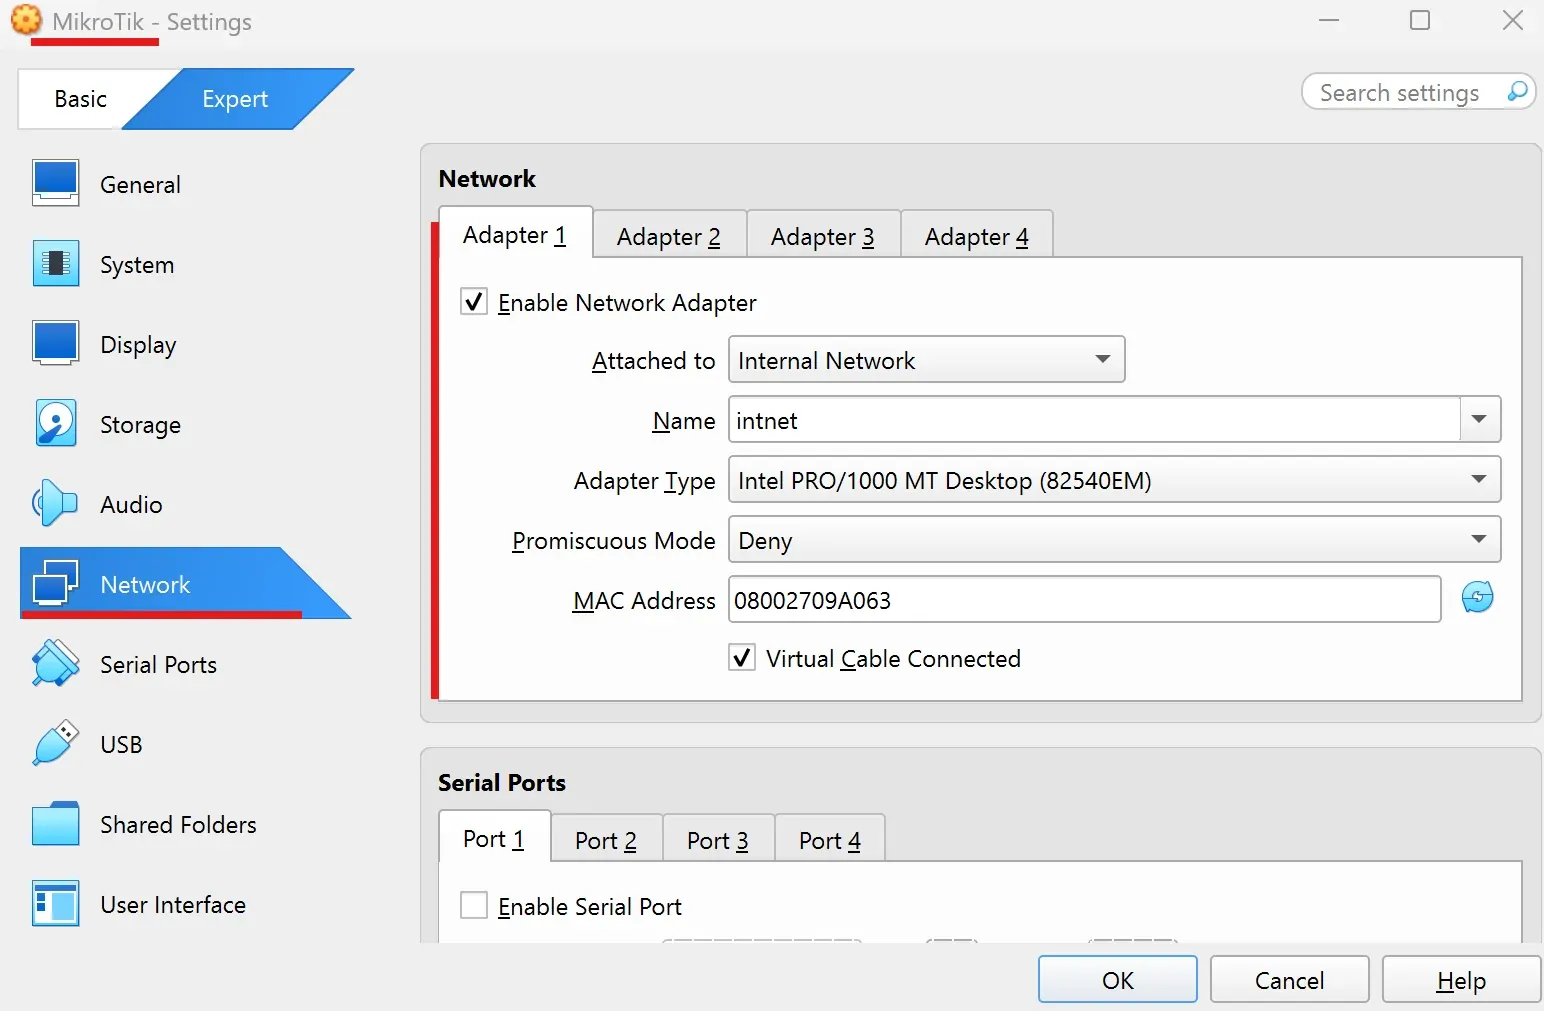 MikroTik - Settings
Basic
Expert
Search settings
General
System
Display
Storage
Audio
Network
Serial Ports
USB
Shared Folders
User Interface
Network
Adapter 1
Adapter 2
Adapter 3
Adapter 4
Enable Network Adapter
Attached to
Internal Network
Name
intnet
Adapter Type
Intel PRO/1000 MT Desktop (82540EM)
Promiscuous Mode
Deny
MAC Address
08002709A063
Virtual Cable Connected
Serial Ports
Port 1
Port 2
Port 3
Port 4
Enable Serial Port
OK
Cancel
Help